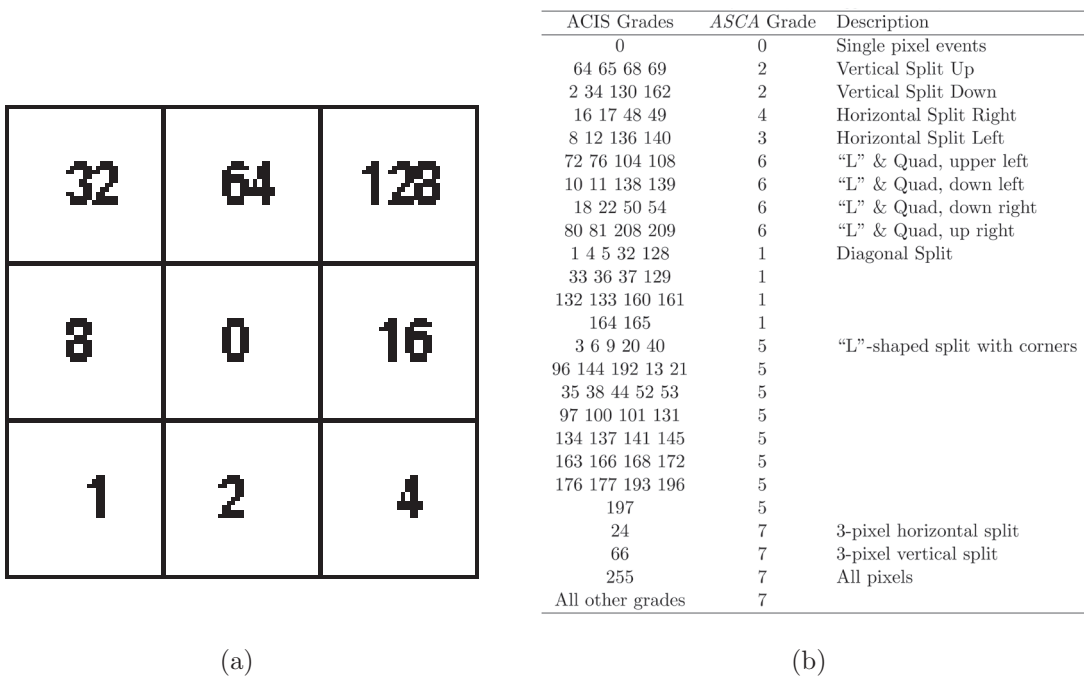 32 64 128
8 0 16
1 2 4
(a)
ACIS Grades ASCA Grade Description
0 0 Single pixel events
64 65 68 69 2 Vertical Split Up
2 34 130 162 2 Vertical Split Down
16 17 48 49 4 Horizontal Split Right
8 12 136 140 3 Horizontal Split Left
72 76 104 108 6 “L” & Quad, upper left
10 11 138 139 6 “L” & Quad, down left
18 22 50 54 6 “L” & Quad, down right
80 81 208 209 6 “L” & Quad, up right
1 4 5 32 128 1 Diagonal Split
33 36 37 129 1
132 133 160 161 1
164 165 1
3 6 9 20 40 5 “L”-shaped split with corners
96 144 192 13 21 5
35 38 44 52 53 5
97 100 101 131 5
134 137 141 145 5
163 166 168 172 5
176 177 193 196 5
197 5
24 7 3-pixel horizontal split
66 7 3-pixel vertical split
255 7 All pixels
All other grades 7
(b)